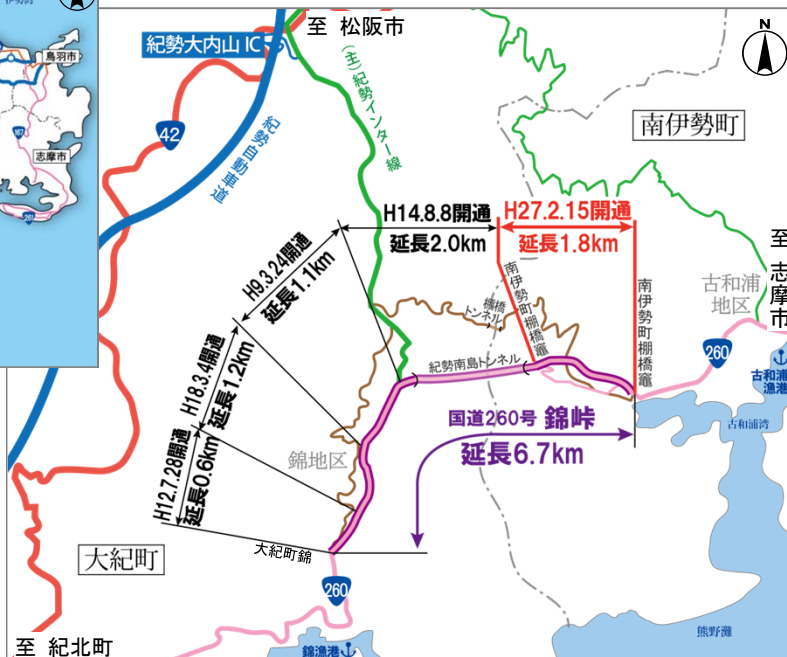 伊勢町
鳥羽市
167
志摩市
260
至 松阪市
紀勢大内山IC
(主)紀勢インター線
N
42
紀勢自動車道
南伊勢町
H14.8.8開通
延長2.0km
H27.2.15開通
延長1.8km
H9.3.24開通
延長1.1km
至 志摩市
古和浦
地区
南伊勢町棚橋竈
棚橋
トンネル
南伊勢町棚橋竈
H18.3.4開通
延長1.2km
紀勢南島トンネル
260
古和浦
漁港
古和浦湾
国道260号 錦峠
延長6.7km
H12.7.28開通
延長0.6km
錦地区
大紀町
大紀町錦
260
熊野灘
至 紀北町
錦漁港